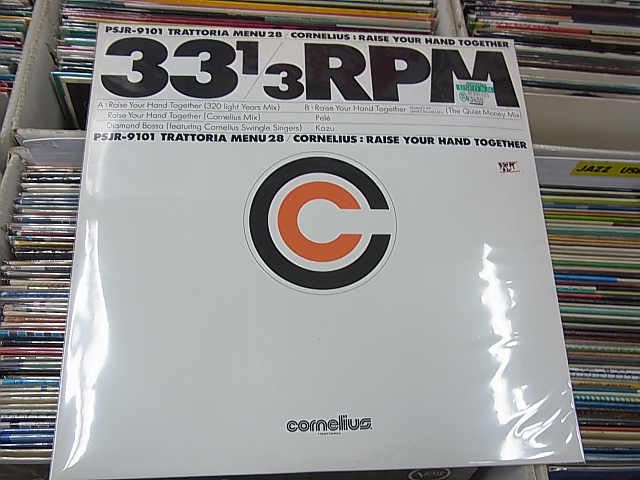 PSJR-9101 TRATTORIA MENU 28 / CORNELIUS : RAISE YOUR HAND TOGETHER
33 1/3 RPM
A : Raise Your Hand Together (320 light Years Mix)
Raise Your Hand Together (Cornelius Mix)
Diamond Bossa (featuring Cornelius Swingle Singers)
B : Raise Your Hand Together (The Quiet Money Mix)
Pelé
Kazu
PSJR-9101 TRATTORIA MENU 28 / CORNELIUS : RAISE YOUR HAND TOGETHER
cornelius
JAZZ USED